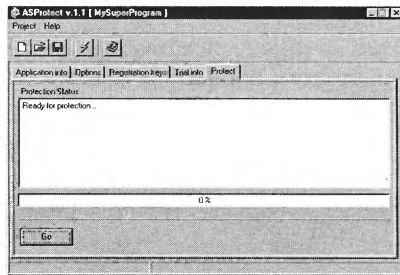 ASProtect v.1.1 [ MySuperProgram ]
Project Help
Application info Options Registration keys Trial info Protect
Protection Status
Ready for protection ..
0 %
Go